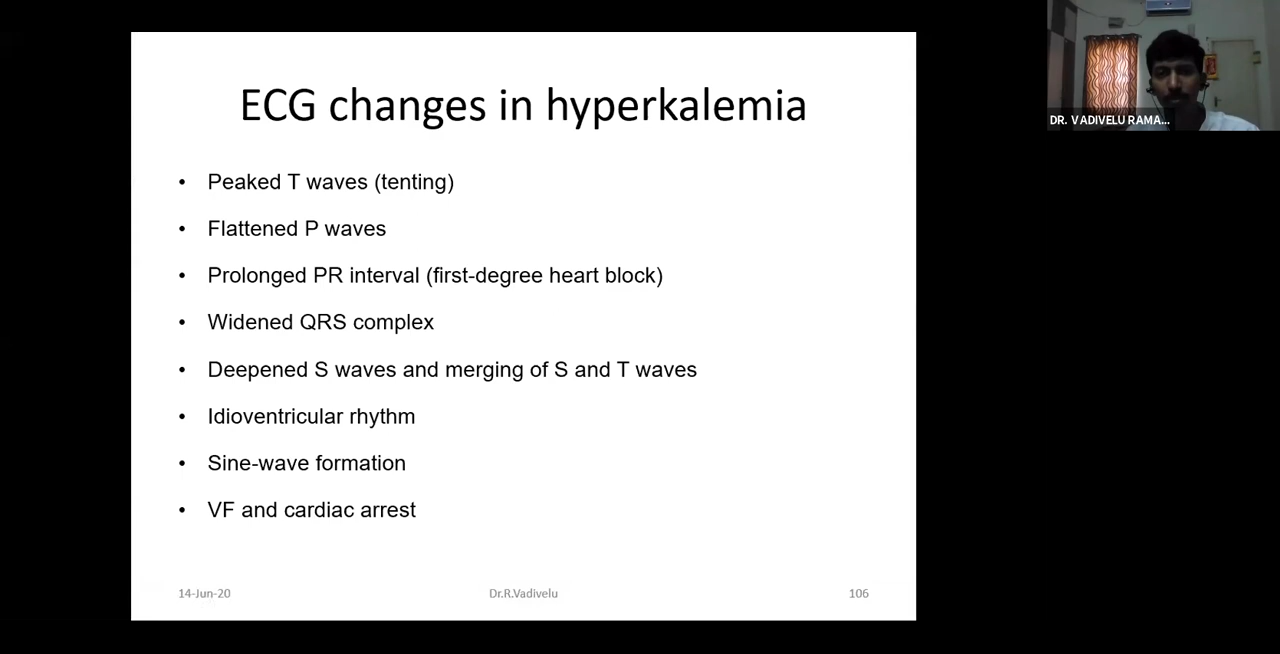 ECG changes in hyperkalemia
• Peaked T waves (tenting)
• Flattened P waves
• Prolonged PR interval (first-degree heart block)
• Widened QRS complex
• Deepened S waves and merging of S and T waves
• Idioventricular rhythm
• Sine-wave formation
• VF and cardiac arrest
14-Jun-20 Dr.R.Vadivelu 106
DR. VADIVELU RAMA...